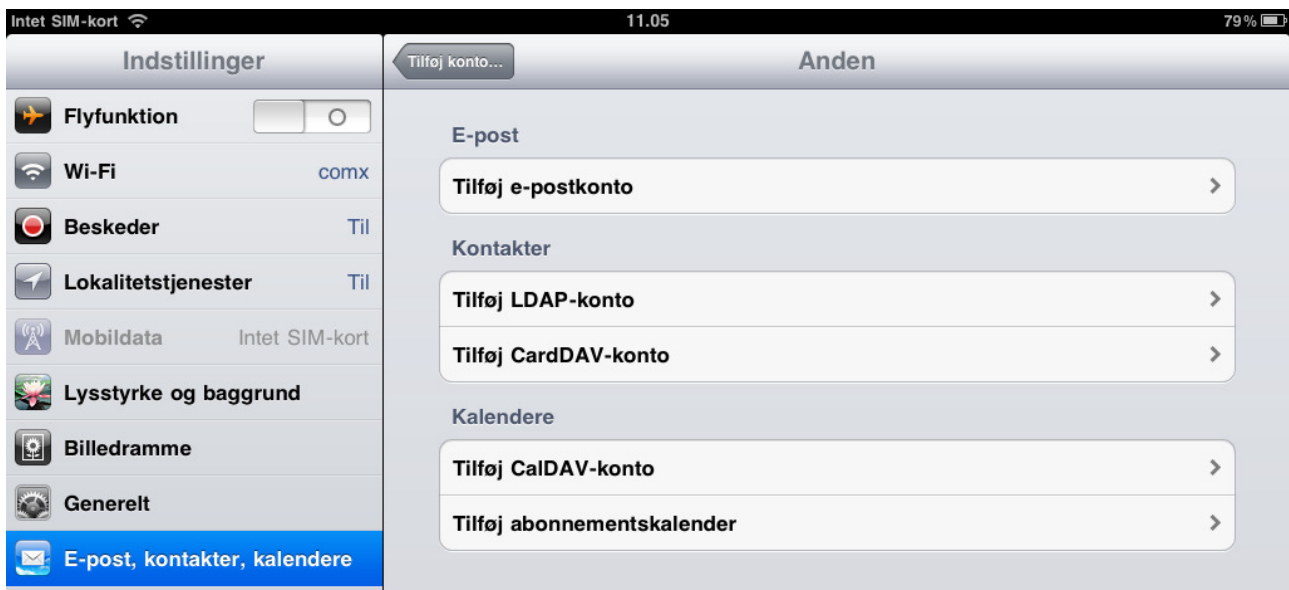 Intet SIM-kort 11.05 79%
Indstillinger
Flyfunktion
Wi-Fi comx
Beskeder Til
Lokalitetstjenester Til
Mobildata Intet SIM-kort
Lysstyrke og baggrund
Billedramme
Generelt
E-post, kontakter, kalendere
Tilføj konto... Anden
E-post
Tilføj e-postkonto
Kontakter
Tilføj LDAP-konto
Tilføj CardDAV-konto
Kalendere
Tilføj CalDAV-konto
Tilføj abonnementskalender